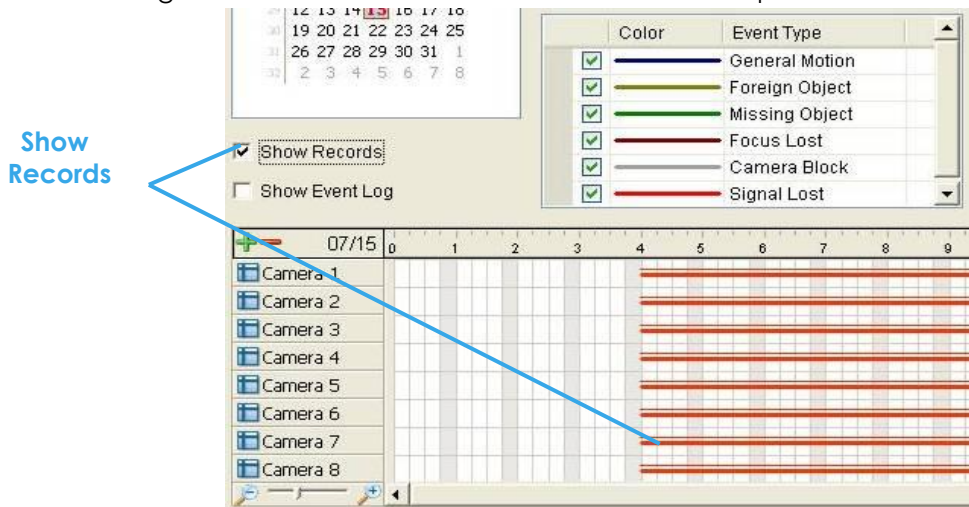 29 12 13 14 15 16 17 18
30 19 20 21 22 23 24 25
31 26 27 28 29 30 31 1
32 2 3 4 5 6 7 8
Color Event Type
General Motion
Foreign Object
Missing Object
Focus Lost
Camera Block
Signal Lost
Show
Records
Show Records
Show Event Log
07/15 0 1 2 3 4 5 6 7 8 9
Camera 1
Camera 2
Camera 3
Camera 4
Camera 5
Camera 6
Camera 7
Camera 8